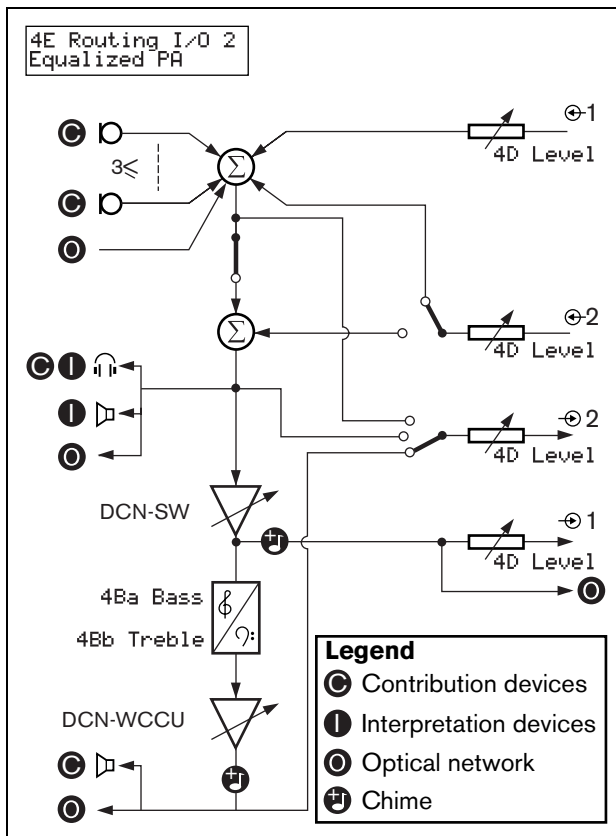 4E Routing I/O 2
Equalized PA
C
1
4D Level
3≤
Σ
C
O
2
4D Level
Σ
C I
I
O
2
4D Level
DCN-SW
1
4D Level
O
4Ba Bass
4Bb Treble
DCN-WCCU
C
O
Legend
C Contribution devices
I Interpretation devices
O Optical network
Chime